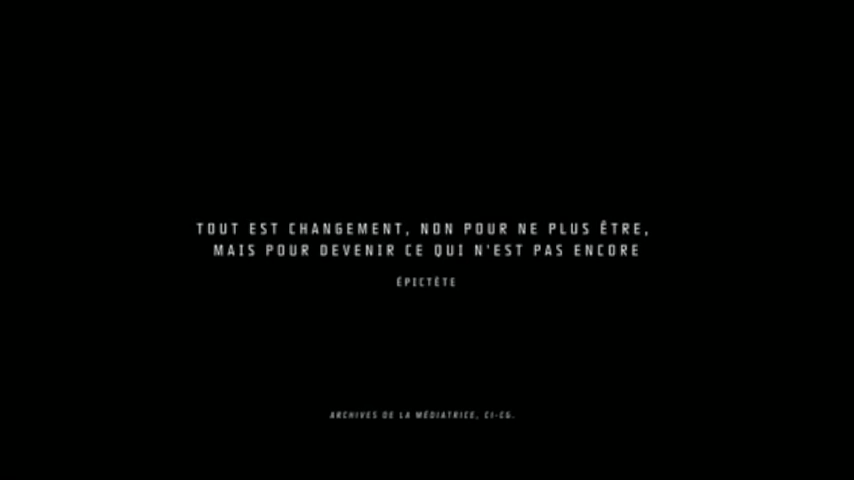 TOUT EST CHANGEMENT, NON POUR NE PLUS ÊTRE,
MAIS POUR DEVENIR CE QUI N'EST PAS ENCORE
ÉPICTÈTE
ARCHIVES DE LA MÉDIATRICE, CI-CG.